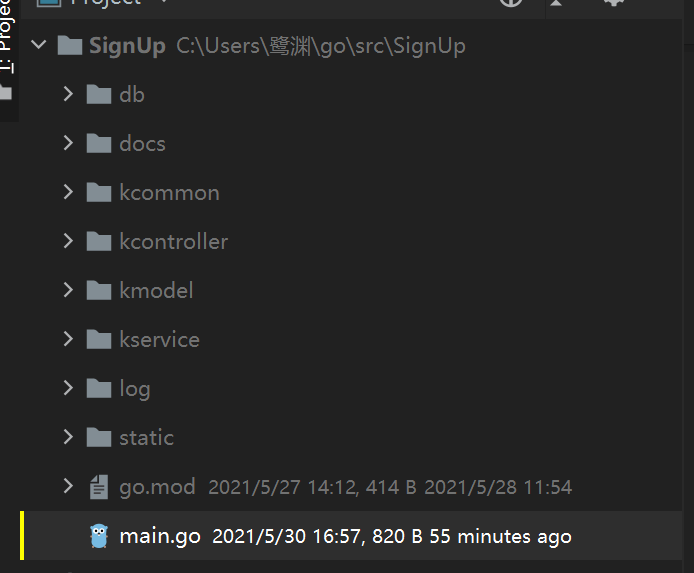 Project
1: Project
SignUp C:\Users\鹭渊\go\src\SignUp
db
docs
kcommon
kcontroller
kmodel
kservice
log
static
go.mod 2021/5/27 14:12, 414 B 2021/5/28 11:54
main.go 2021/5/30 16:57, 820 B 55 minutes ago